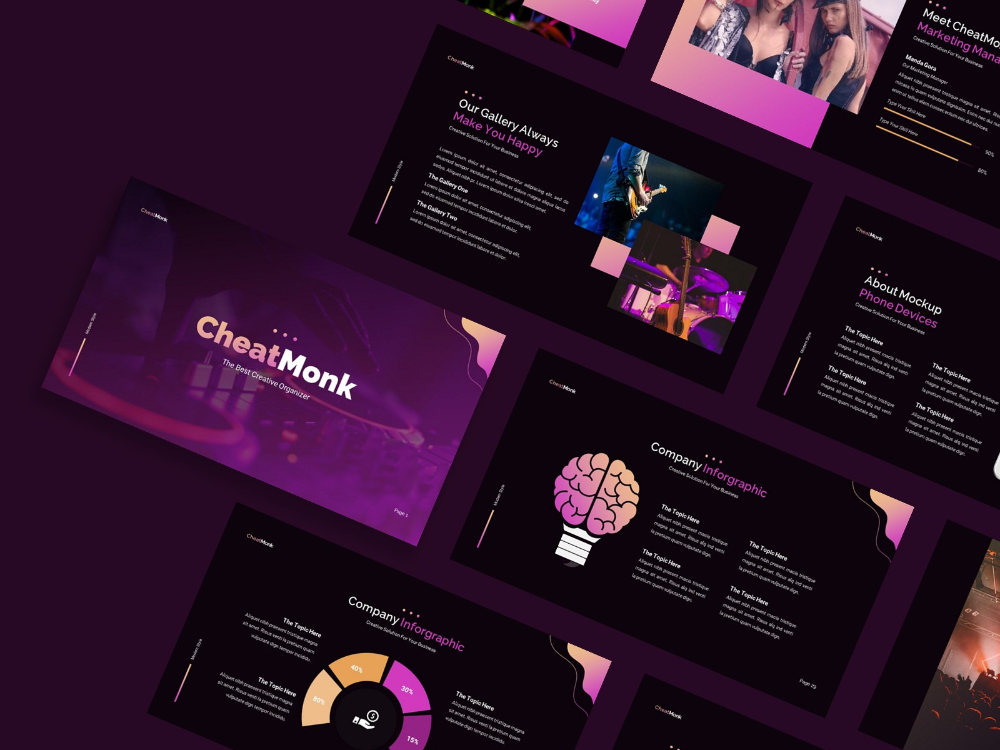 CheatMonk
Our Gallery Always
Make You Happy
Creative Solution For Your Business
Lorem ipsum dolor sit amet, consectetur adipiscing elit, sed do
eiusmod tempor incididunt ut labore et dolore magna aliqua lacus
sedya. Aliquet nibh pr. Lorem ipsum dolor silca iresci amet.
The Gallery One
Lorem ipsum dolor sit amet, consectetur adipiscing elit,
sed do eiusmod tempor incididunt labore et dolor.
The Gallery Two
Lorem ipsum dolor sit amet, consectetur adipiscing elit,
sed do eiusmod tempor incididunt labore et dolor.
Modern Style
Meet CheatMo
Marketing Mana
Creative Solution For Your Business
Manda Gora
Our Marketing Manager
Aliquet nibh praesent tristique magna sit amet. Ris
micasa lo quam vulputate dignissim. Enim nec dui nu
enim ut tellus elem consec entum nec dui ultrices.
Type Your Skill Here
90%
Type Your Skill Here
80%
CheatMonk
CheatMonk
The Best Creative Organizer
Modern Style
Page 1
CheatMonk
About Mockup
Phone Devices
Creative Solution For Your Business
The Topic Here
Aliquet nibh present macis tristique
magna sit amet. Risus alq ind venti
la pretium quam vulputate dign.
The Topic Here
Aliquet nibh present macis tristique
magna sit amet. Risus alq ind venti
la pretium quam vulputate dign.
The Topic Here
Aliquet nibh present macis tristique
magna sit amet. Risus alq ind venti
la pretium quam vulputate dign.
The Topic Here
Aliquet nibh present macis tristique
magna sit amet. Risus alq ind venti
la pretium quam vulputate dign.
Modern Style
CheatMonk
Company Inforgraphic
Creative Solution For Your Business
The Topic Here
Aliquet nibh present macis tristique
magna sit amet. Risus alq ind venti
la pretium quam vulputate dign.
The Topic Here
Aliquet nibh present macis tristique
magna sit amet. Risus alq ind venti
la pretium quam vulputate dign.
The Topic Here
Aliquet nibh present macis tristique
magna sit amet. Risus alq ind venti
la pretium quam vulputate dign.
The Topic Here
Aliquet nibh present macis tristique
magna sit amet. Risus alq ind venti
la pretium quam vulputate dign.
Modern Style
Page 29
CheatMonk
Company Inforgraphic
Creative Solution For Your Business
The Topic Here
Aliquet nibh praesent tristique magna
sit amet. Risus venti la pretium quam
vulputate dign tempor incididu.
The Topic Here
Aliquet nibh praesent tristique magna
sit amet. Risus venti la pretium quam
vulputate dign tempor incididu.
40%
30%
80%
15%
The Topic Here
Aliquet nibh praesent tristique magna
sit amet. Risus venti la pretium quam
vulputate dign tempor incididu.
Modern Style
CheatMonk